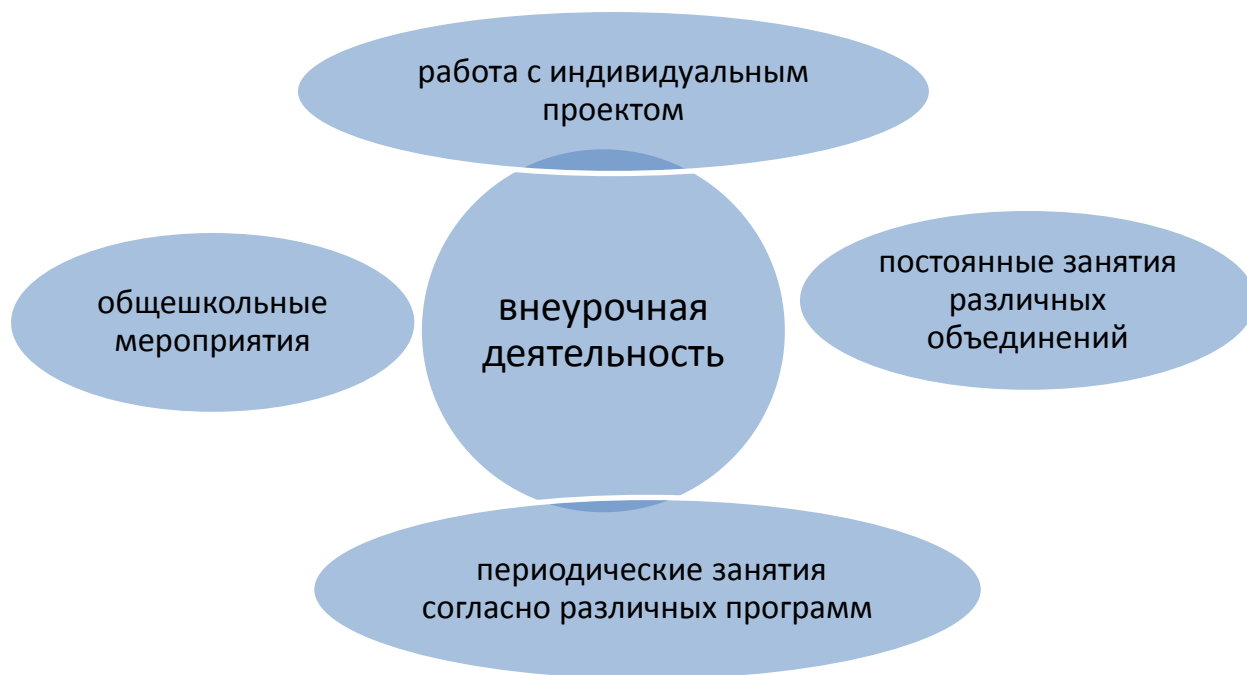 работа с индивидуальным
проектом
общешкольные
мероприятия
внеурочная
деятельность
постоянные занятия
различных
объединений
периодические занятия
согласно различных программ